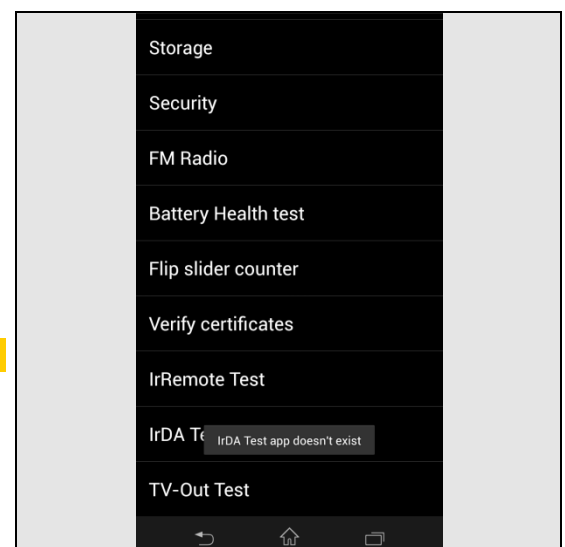 Storage
Security
FM Radio
Battery Health test
Flip slider counter
Verify certificates
IrRemote Test
IrDA Te
IrDA Test app doesn't exist
TV-Out Test